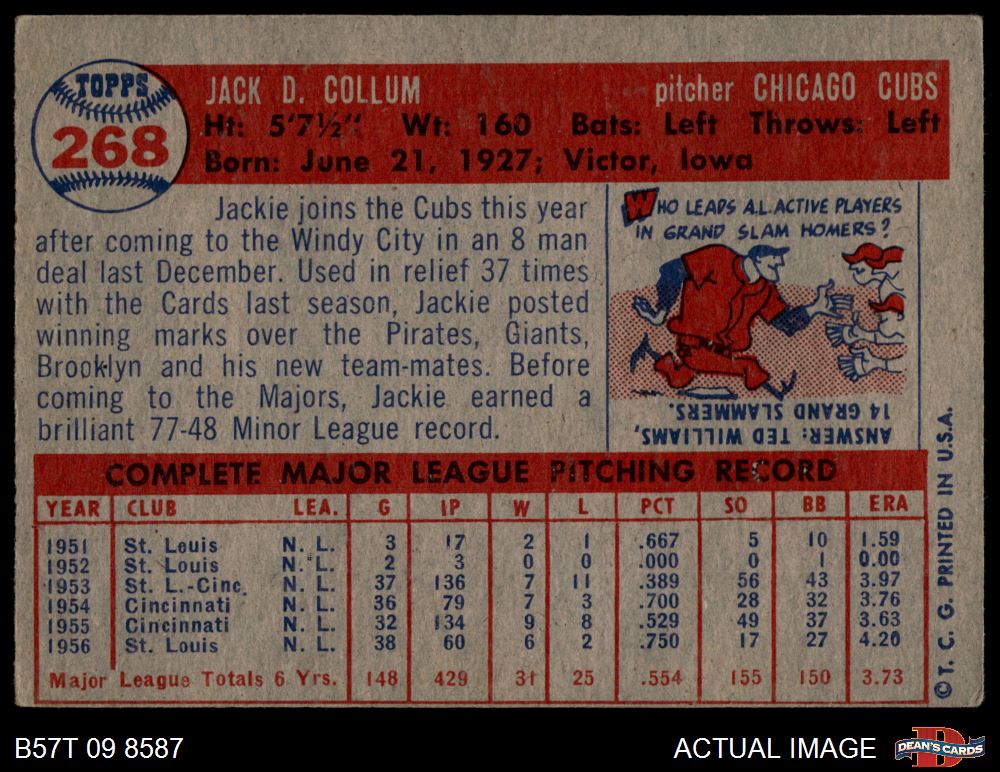 TOPPS
268
JACK D. COLLUM pitcher CHICAGO CUBS
Ht: 5'7½" Wt: 160 Bats: Left Throws: Left
Born: June 21, 1927; Victor, Iowa
Jackie joins the Cubs this year
after coming to the Windy City in an 8 man
deal last December. Used in relief 37 times
with the Cards last season, Jackie posted
winning marks over the Pirates, Giants,
Brooklyn and his new team-mates. Before
coming to the Majors, Jackie earned a
brilliant 77-48 Minor League record.
WHO LEADS A.L. ACTIVE PLAYERS
IN GRAND SLAM HOMERS?
ANSWER: TED WILLIAMS,
14 GRAND SLAMMERS.
COMPLETE MAJOR LEAGUE PITCHING RECORD
YEAR CLUB LEA. G IP W L PCT SO BB ERA
1951 St. Louis N. L. 3 17 2 1 .667 5 10 1.59
1952 St. Louis N. L. 2 3 0 0 .000 0 1 0.00
1953 St. L.-Cinc. N. L. 37 136 7 11 .389 56 43 3.97
1954 Cincinnati N. L. 36 79 7 3 .700 28 32 3.76
1955 Cincinnati N. L. 32 134 9 8 .529 49 37 3.63
1956 St. Louis N. L. 38 60 6 2 .750 17 27 4.20
Major League Totals 6 Yrs. 148 429 31 25 .554 155 150 3.73
© T. C. G. PRINTED IN U.S.A.
B57T 09 8587
ACTUAL IMAGE
DEAN'S CARDS